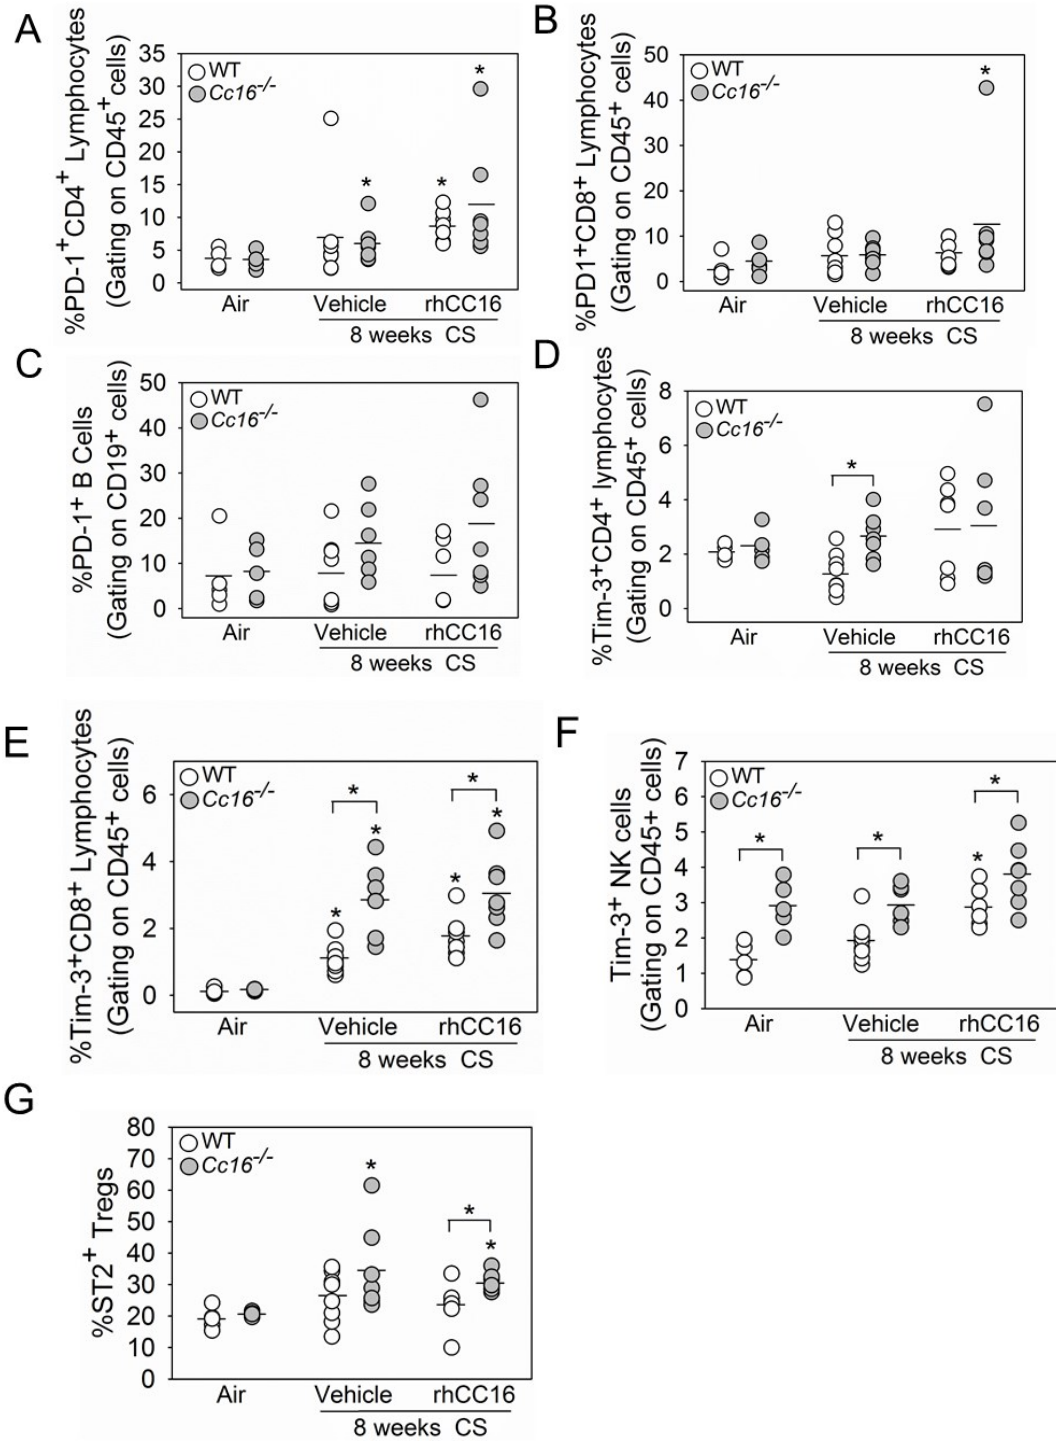 A
%PD-1+CD4+ Lymphocytes
(Gating on CD45+ cells)
35
30
25
20
15
10
5
0
WT
Cc16-/-
*
*
*
Air
Vehicle
rhCC16
8 weeks CS
B
%PD1+CD8+ Lymphocytes
(Gating on CD45+ cells)
50
40
30
20
10
0
WT
Cc16-/-
*
Air
Vehicle
rhCC16
8 weeks CS
C
%PD-1+ B Cells
(Gating on CD19+ cells)
50
40
30
20
10
0
WT
Cc16-/-
Air
Vehicle
rhCC16
8 weeks CS
D
%Tim-3+CD4+ lymphocytes
(Gating on CD45+ cells)
8
6
4
2
0
WT
Cc16-/-
*
Air
Vehicle
rhCC16
8 weeks CS
E
%Tim-3+CD8+ Lymphocytes
(Gating on CD45+ cells)
6
4
2
0
WT
Cc16-/-
*
*
*
*
*
*
Air
Vehicle
rhCC16
8 weeks CS
F
Tim-3+ NK cells
(Gating on CD45+ cells)
7
6
5
4
3
2
1
0
WT
Cc16-/-
*
*
*
*
Air
Vehicle
rhCC16
8 weeks CS
G
%ST2+ Tregs
80
70
60
50
40
30
20
10
0
WT
Cc16-/-
*
*
*
Air
Vehicle
rhCC16
8 weeks CS